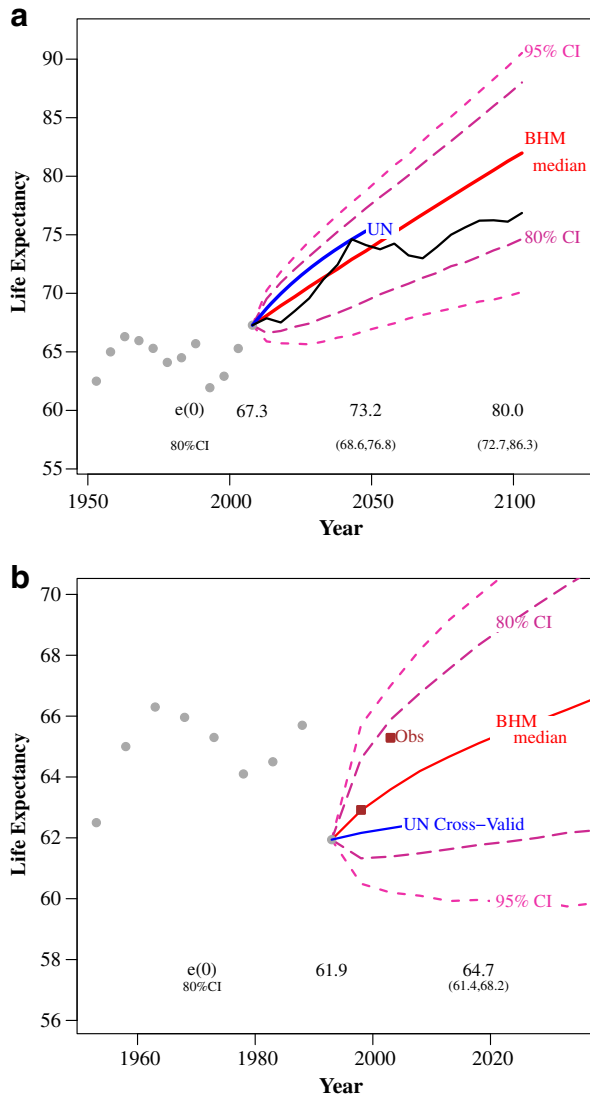 a
95% CI
BHM
median
UN
80% CI
90
85
80
75
70
65
60
55
Life Expectancy
e(0) 67.3 73.2 80.0
80%CI (68.6,76.8) (72.7,86.3)
1950 2000 2050 2100
Year
b
80% CI
BHM
median
Obs
UN Cross−Valid
95% CI
70
68
66
64
62
60
58
56
Life Expectancy
e(0) 61.9 64.7
80%CI (61.4,68.2)
1960 1980 2000 2020
Year